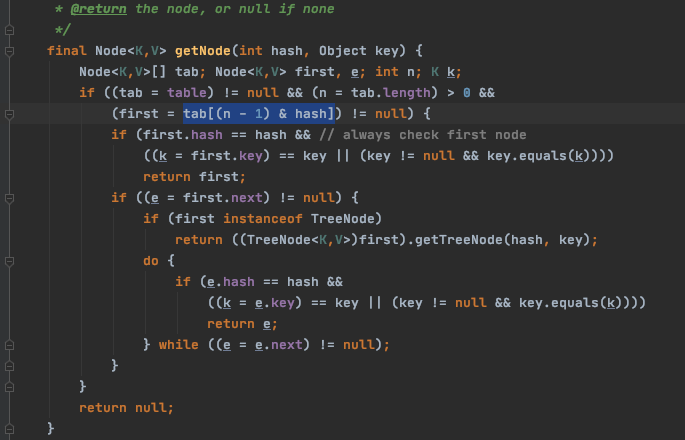 * @return the node, or null if none
*/
final Node<K,V> getNode(int hash, Object key) {
Node<K,V>[] tab; Node<K,V> first, e; int n; K k;
if ((tab = table) != null && (n = tab.length) > 0 &&
(first = tab[(n - 1) & hash]) != null) {
if (first.hash == hash && // always check first node
((k = first.key) == key || (key != null && key.equals(k))))
return first;
if ((e = first.next) != null) {
if (first instanceof TreeNode)
return ((TreeNode<K,V>)first).getTreeNode(hash, key);
do {
if (e.hash == hash &&
((k = e.key) == key || (key != null && key.equals(k))))
return e;
} while ((e = e.next) != null);
}
}
return null;
}